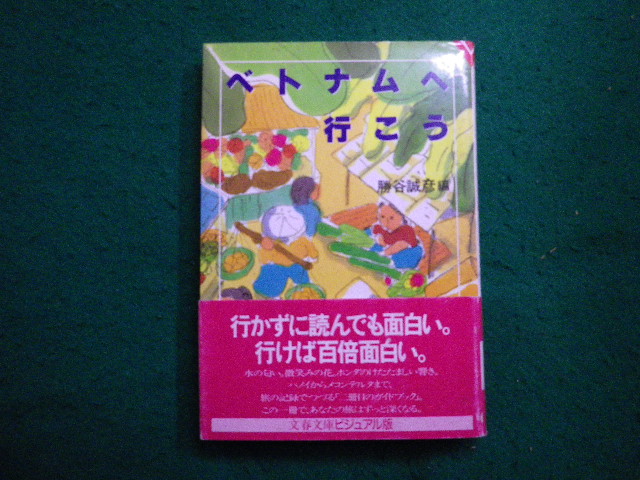 ベトナムへ
行こう
勝谷誠彦 編
行かずに読んでも面白い。
行けば百倍面白い。
水の匂い。微笑みの花。ホンダのけたたましい響き。
ハノイからメコンデルタまで、
旅の記録でつづる「二冊目のガイドブック」。
この一冊で、あなたの旅はずっと深くなる。
文春文庫ビジュアル版